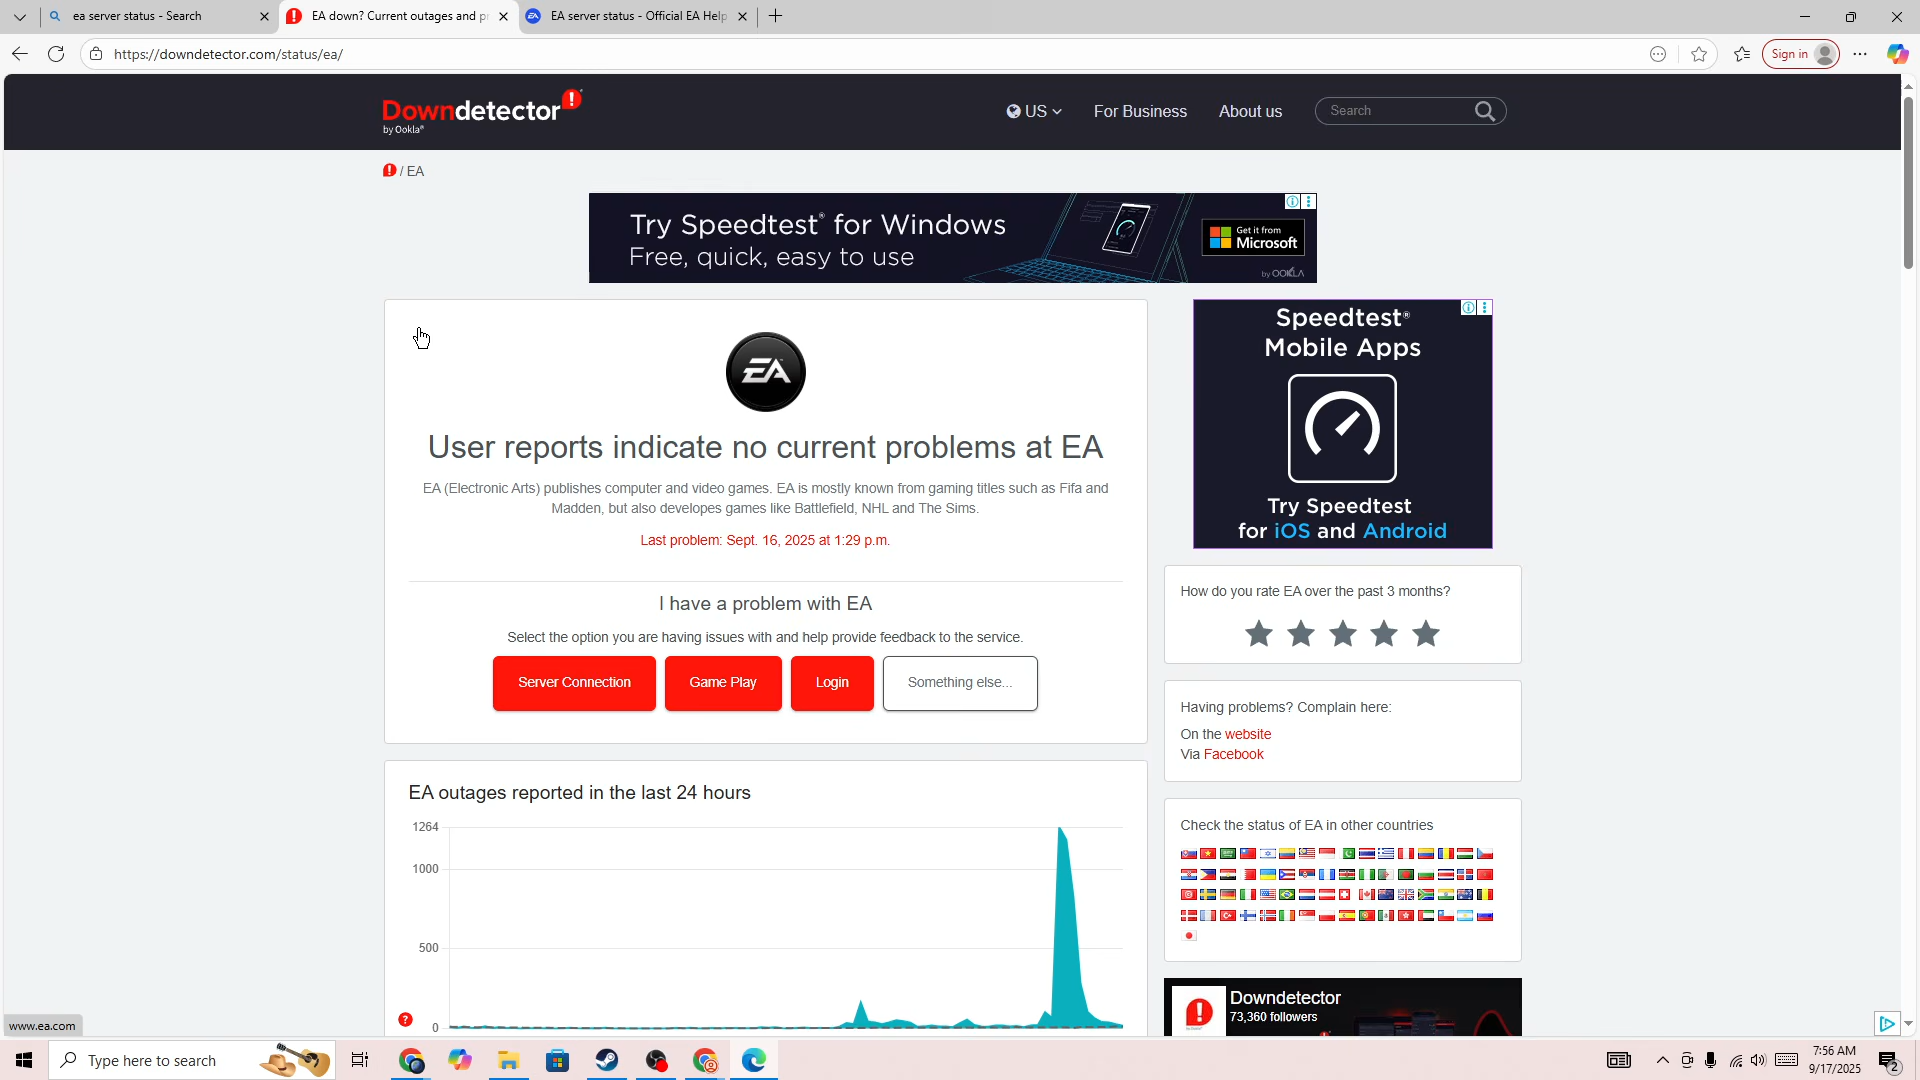 ea server status - Search
EA down? Current outages and pr
EA server status - Official EA Help
https://downdetector.com/status/ea/
Sign in
Downdetector
by Ookla®
US
For Business
About us
Search
/ EA
Try Speedtest® for Windows
Free, quick, easy to use
Get it from
Microsoft
by OOKLA
EA
User reports indicate no current problems at EA
EA (Electronic Arts) publishes computer and video games. EA is mostly known from gaming titles such as Fifa and
Madden, but also developes games like Battlefield, NHL and The Sims.
Last problem: Sept. 16, 2025 at 1:29 p.m.
I have a problem with EA
Select the option you are having issues with and help provide feedback to the service.
Server Connection
Game Play
Login
Something else...
EA outages reported in the last 24 hours
1264
1000
500
0
Speedtest®
Mobile Apps
Try Speedtest
for iOS and Android
How do you rate EA over the past 3 months?
Having problems? Complain here:
On the website
Via Facebook
Check the status of EA in other countries
Downdetector
73,360 followers
www.ea.com
Type here to search
7:56 AM
9/17/2025
2